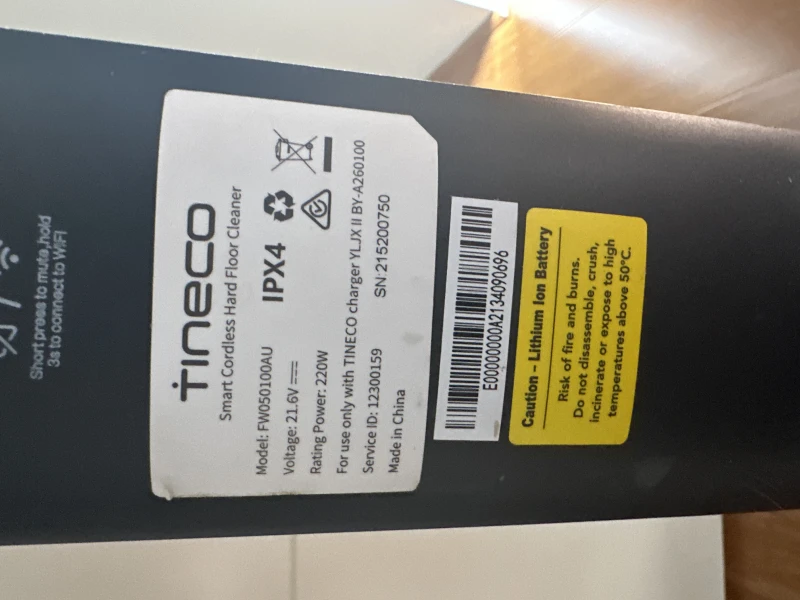 Short press to mute,hold
3s to connect to WiFi
Tineco
Smart Cordless Hard Floor Cleaner
IPX4
Model: FW050100AU
Voltage: 21.6V
Rating Power: 220W
For use only with TINECO charger YLJX II BY-A260100
Service ID: 12300159
SN:215200750
Made in China
E00000000A2134090696
Caution – Lithium Ion Battery
Risk of fire and burns.
Do not disassemble, crush,
incinerate or expose to high
temperatures above 50°C.